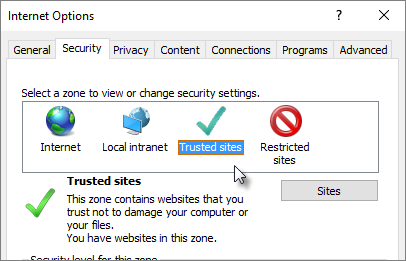 Internet Options
?
General Security Privacy Content Connections Programs Advanced
Select a zone to view or change security settings.
Internet Local intranet Trusted sites Restricted
sites
Trusted sites
Sites
This zone contains websites that you
trust not to damage your computer or
your files.
You have websites in this zone.
Security level for this zone